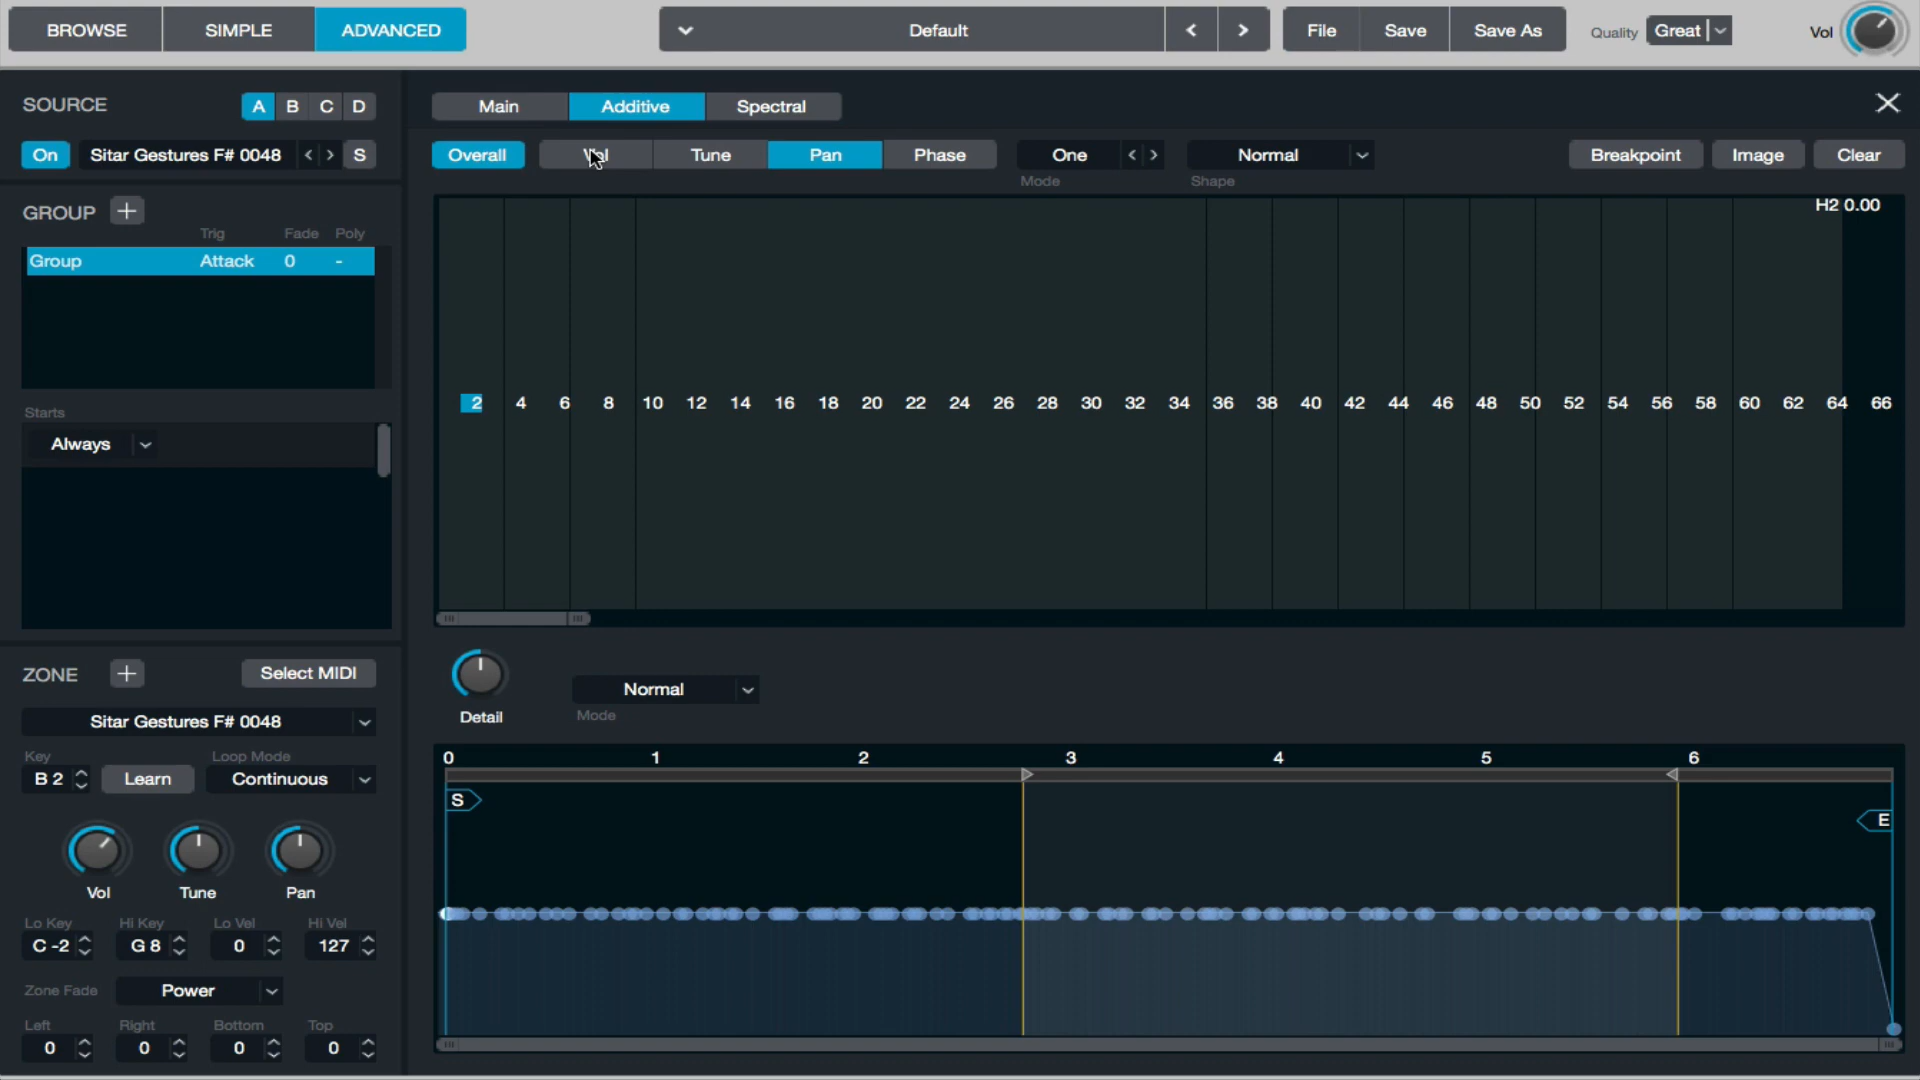 BROWSE SIMPLE ADVANCED Default File Save Save As Quality Great Vol
SOURCE A B C D
On Sitar Gestures F# 0048 S
GROUP
Trig Fade Poly
Group Attack 0 -
Starts
Always
ZONE Select MIDI
Sitar Gestures F# 0048
Key Loop Mode
B 2 Learn Continuous
Vol Tune Pan
Lo Key Hi Key Lo Vel Hi Vel
C -2 G 8 0 127
Zone Fade Power
Left Right Bottom Top
0 0 0 0
Main Additive Spectral
Overall Vol Tune Pan Phase One Normal Breakpoint Image Clear
Mode Shape
H2 0.00
2 4 6 8 10 12 14 16 18 20 22 24 26 28 30 32 34 36 38 40 42 44 46 48 50 52 54 56 58 60 62 64 66
Normal
Detail Mode
0 1 2 3 4 5 6
S
E